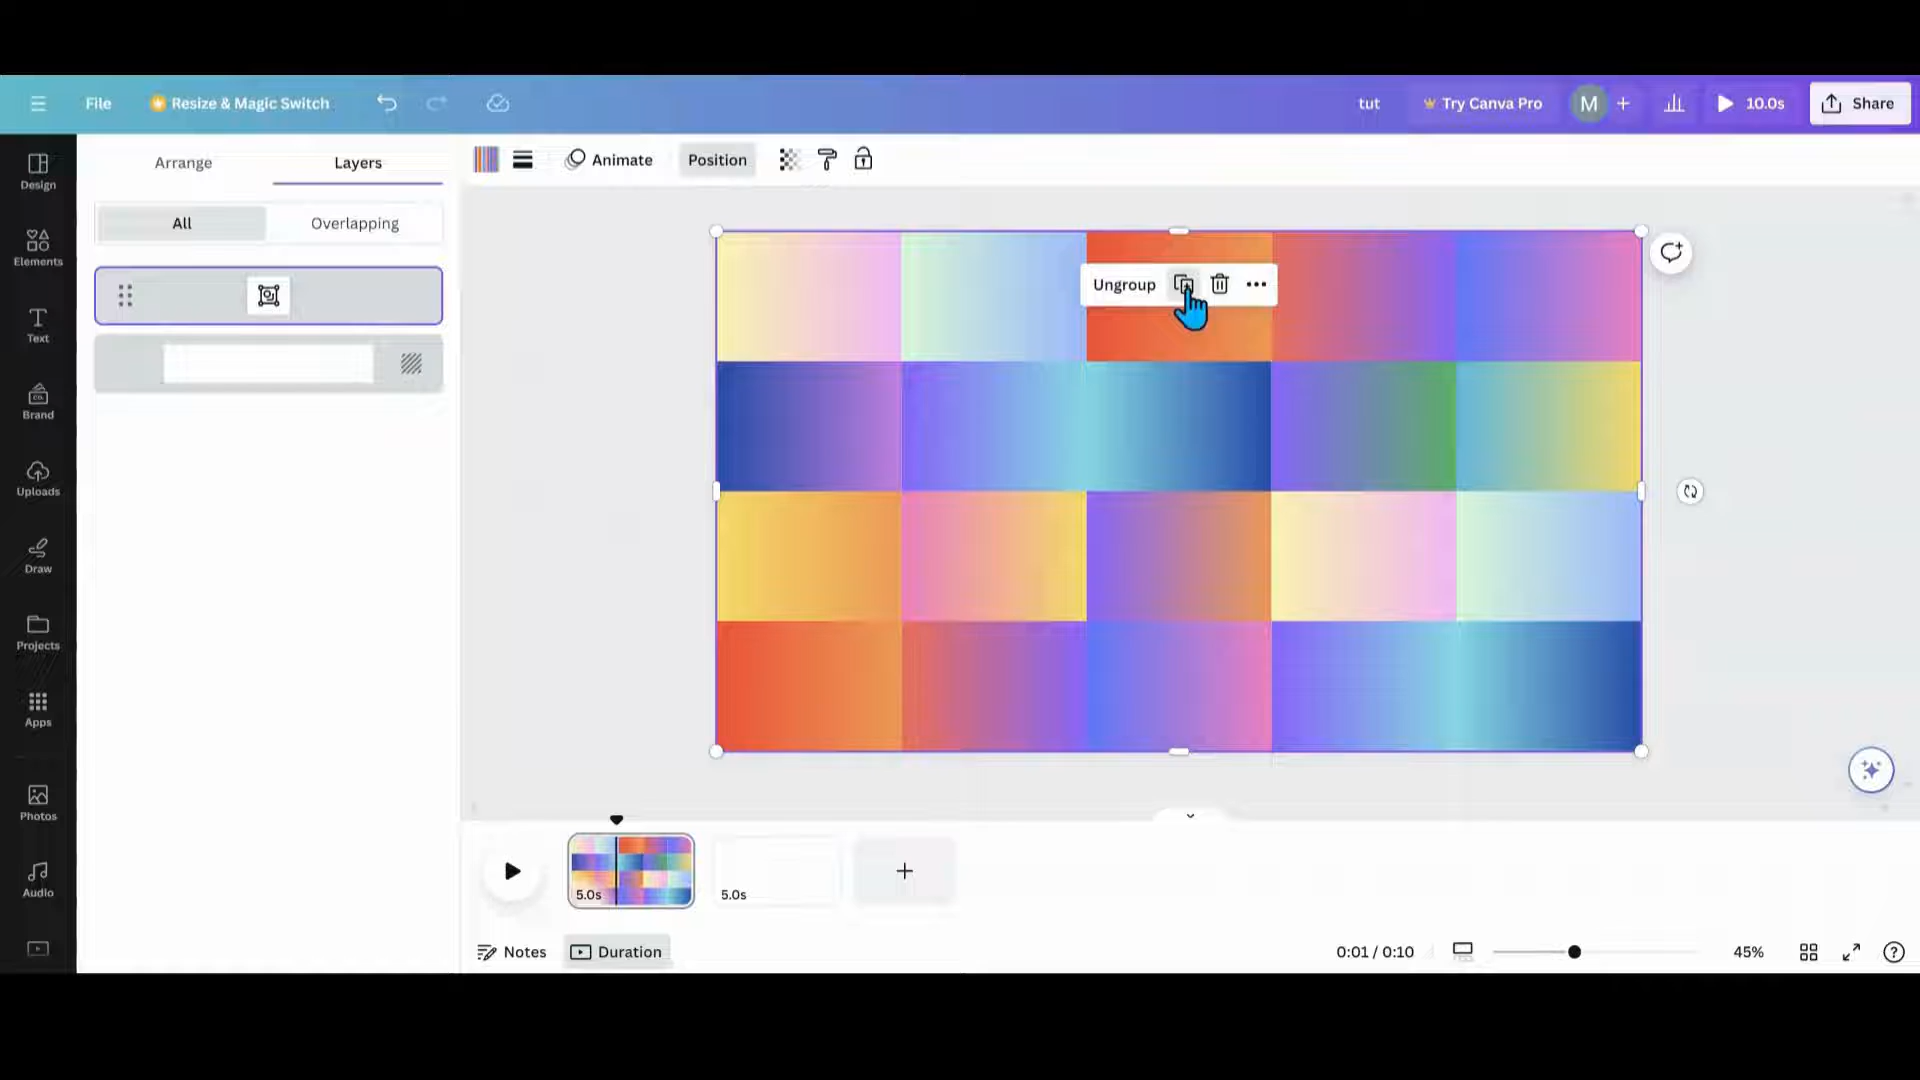 File
Resize & Magic Switch
tut
Try Canva Pro
M
10.0s
Share
Design
Elements
Text
Brand
Uploads
Draw
Projects
Apps
Photos
Audio
Arrange
Layers
All
Overlapping
Animate
Position
Ungroup
5.0s
5.0s
Notes
Duration
0:01 / 0:10
45%